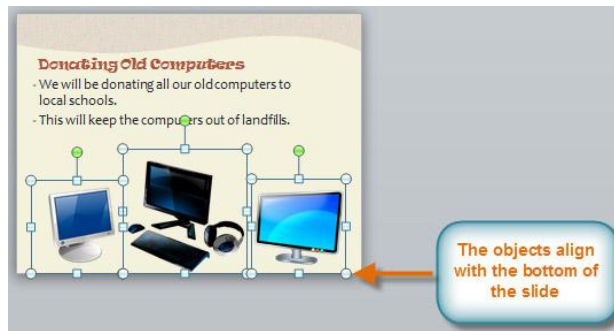 Donating Old Computers
- We will be donating all our old computers to
local schools.
- This will keep the computers out of landfills.
The objects align
with the bottom of
the slide